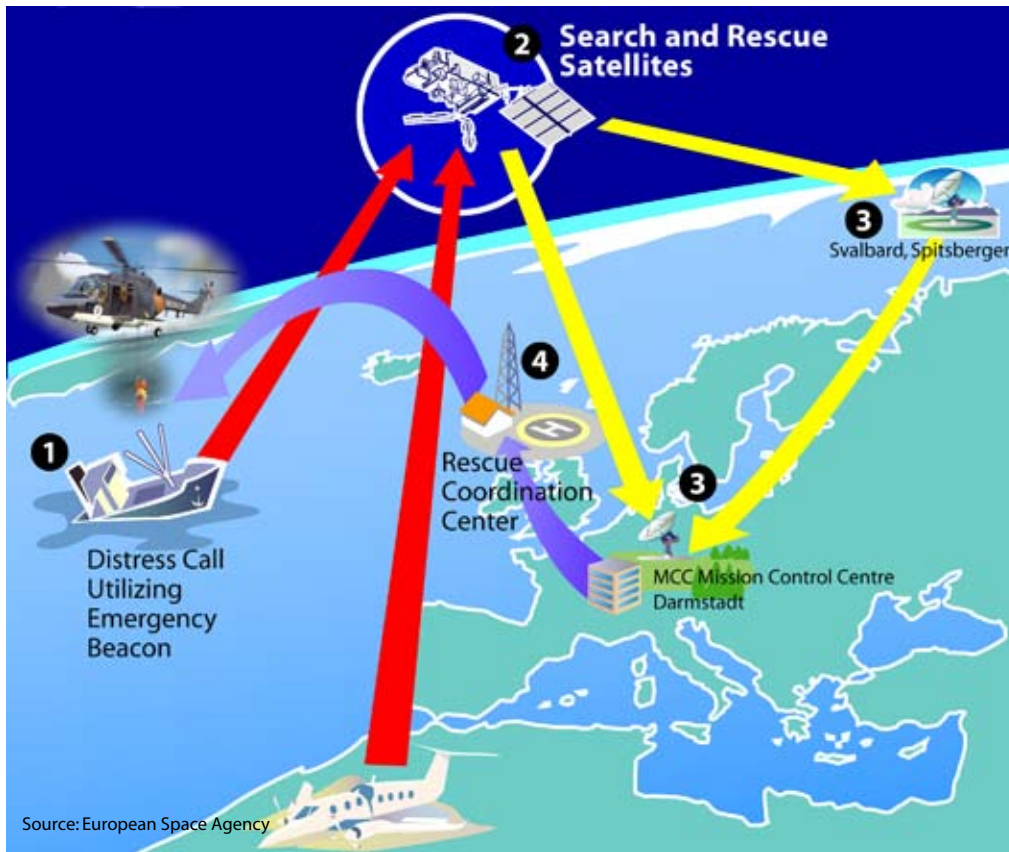 2
Search and Rescue
Satellites
3
Svalbard, Spitsberger
4
1
Rescue
Coordination
Center
3
Distress Call
Utilizing
Emergency
Beacon
MCC Mission Control Centre
Darmstadt
H
Source: European Space Agency